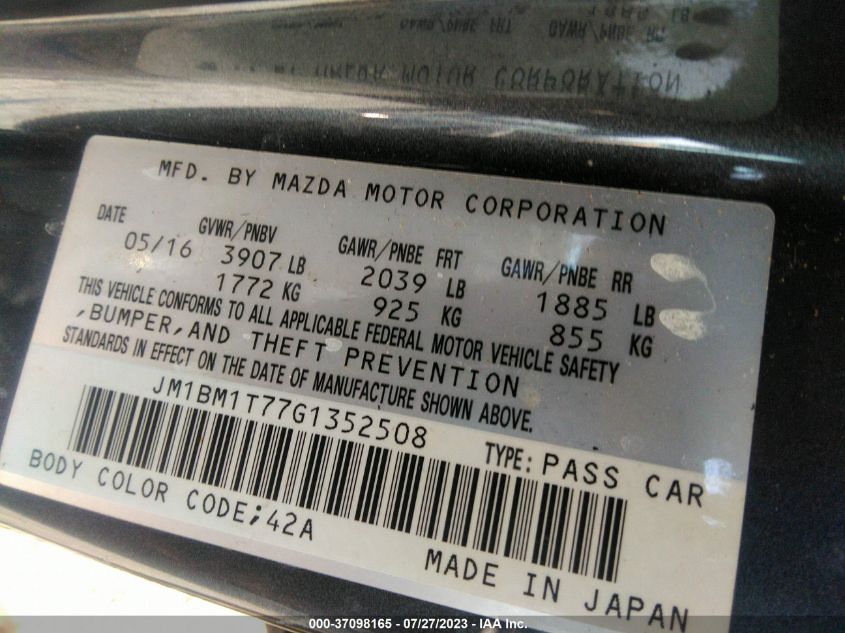 MFD. BY MAZDA MOTOR CORPORATION
DATE GVWR/PNBV GAWR/PNBE FRT GAWR/PNBE RR
05/16 3907 LB 2039 LB 1885 LB
1772 KG 925 KG 855 KG
THIS VEHICLE CONFORMS TO ALL APPLICABLE FEDERAL MOTOR VEHICLE SAFETY
,BUMPER,AND THEFT PREVENTION
STANDARDS IN EFFECT ON THE DATE OF MANUFACTURE SHOWN ABOVE.
JM1BM1T77G1352508 TYPE: PASS CAR
BODY COLOR CODE;42A
MADE IN JAPAN
000-37098165 / 07/27/2023 - IAA Inc.